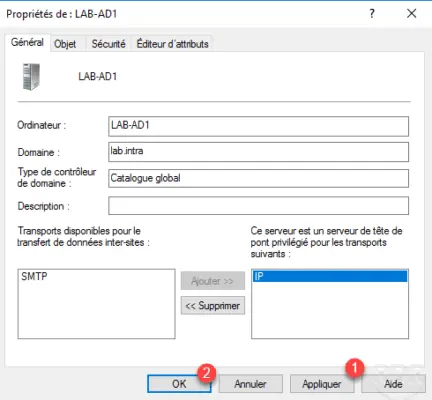 Propriétés de : LAB-AD1
Général
Objet
Sécurité
Éditeur d'attributs
LAB-AD1
Ordinateur :
LAB-AD1
Domaine :
lab.intra
Type de contrôleur
de domaine :
Catalogue global
Description :
Transports disponibles pour le
transfert de données inter-sites :
Ce serveur est un serveur de tête de
pont privilégié pour les transports
suivants :
SMTP
Ajouter >>
<< Supprimer
IP
OK
2
Annuler
Appliquer
1
Aide